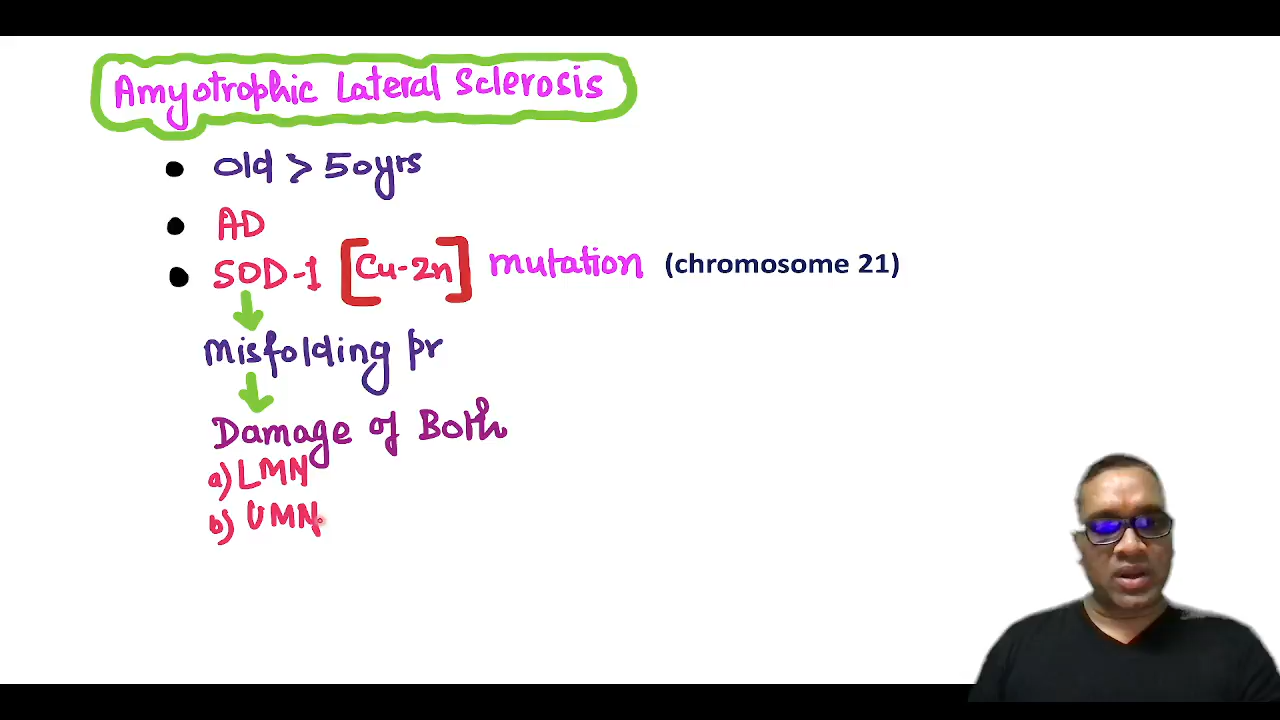 Amyotrophic Lateral Sclerosis
• Old > 50yrs
• AD
• SOD-1 [Cu-Zn] mutation (chromosome 21)
Misfolding pr
Damage of Both
a) LMN
b) UMN